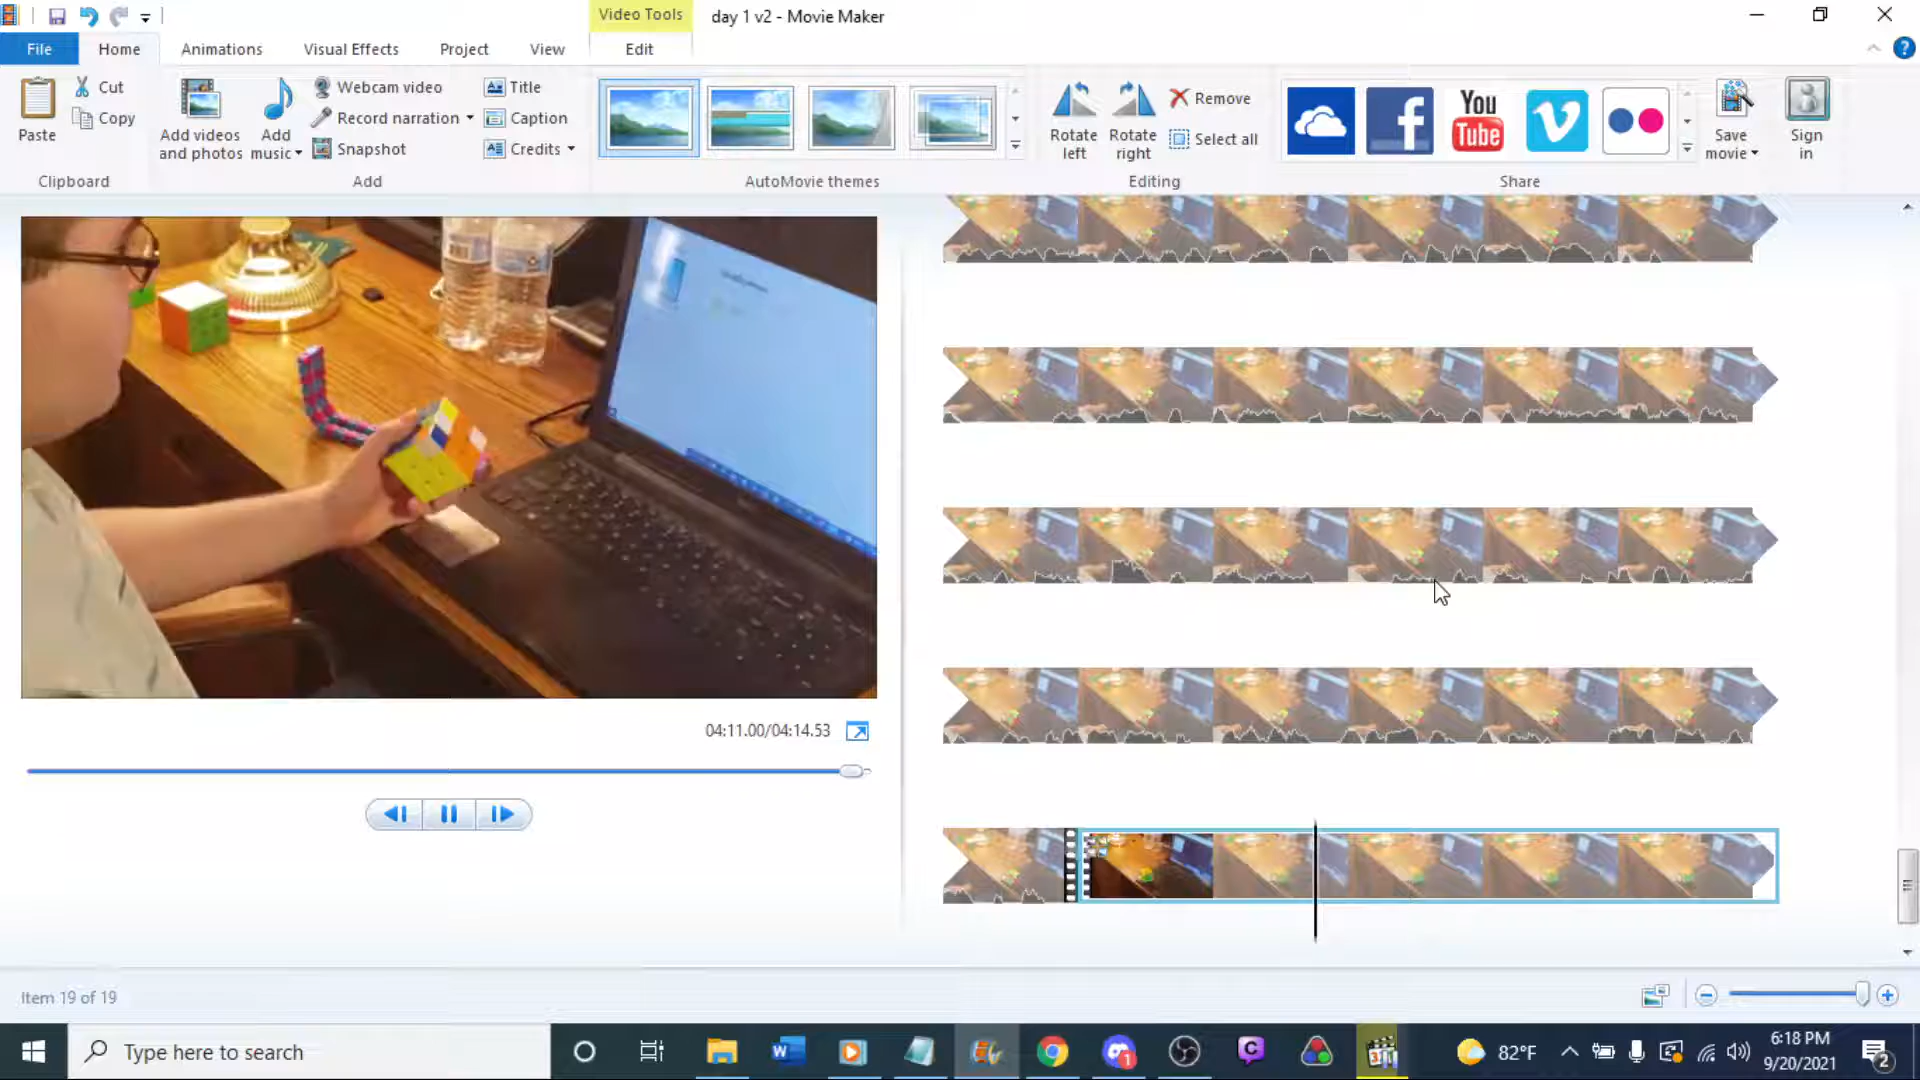 Video Tools
day 1 v2 - Movie Maker
File
Home
Animations
Visual Effects
Project
View
Edit
Paste
Cut
Copy
Clipboard
Add videos
and photos
Add
music
Webcam video
Record narration
Snapshot
Title
Caption
Credits
Add
AutoMovie themes
Rotate
left
Rotate
right
Remove
Select all
Editing
You
Tube
Share
Save
movie
Sign
in
04:11.00/04:14.53
Item 19 of 19
Type here to search
1
82°F
6:18 PM
9/20/2021
2